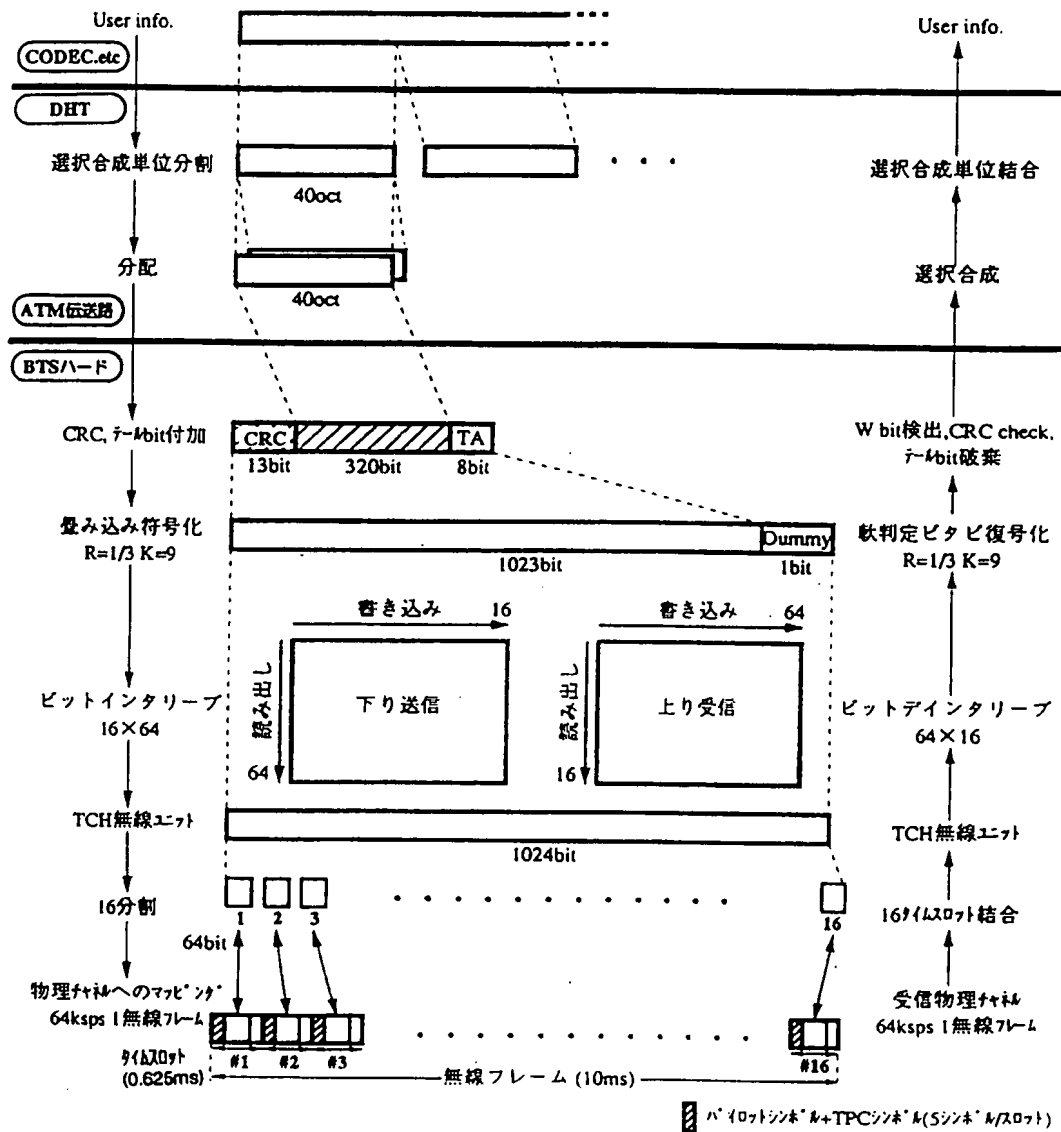 User info.
User info.
CODEC.etc
DHT
選択合成単位分割
40oct
選択合成単位結合
分配
40oct
選択合成
ATM伝送路
BTSハード
CRC, テールbit付加
CRC
TA
13bit
320bit
8bit
W bit検出,CRC check,
テールbit破棄
畳み込み符号化
R=1/3 K=9
Dummy
1023bit
1bit
軟判定ビタビ復号化
R=1/3 K=9
書き込み
16
書き込み
64
読み出し
64
下り送信
読み出し
16
上り受信
ビットインタリーブ
16×64
ビットデインタリーブ
64×16
TCH無線ユニット
1024bit
TCH無線ユニット
16分割
1
2
3
16
64bit
16タイムスロット結合
物理チャネルへのマッピング
64ksps 1無線フレーム
受信物理チャネル
64ksps 1無線フレーム
タイムスロット
(0.625ms)
#1
#2
#3
#16
無線フレーム (10ms)
パイロットシンボル+TPCシンボル(5シンボル/スロット)